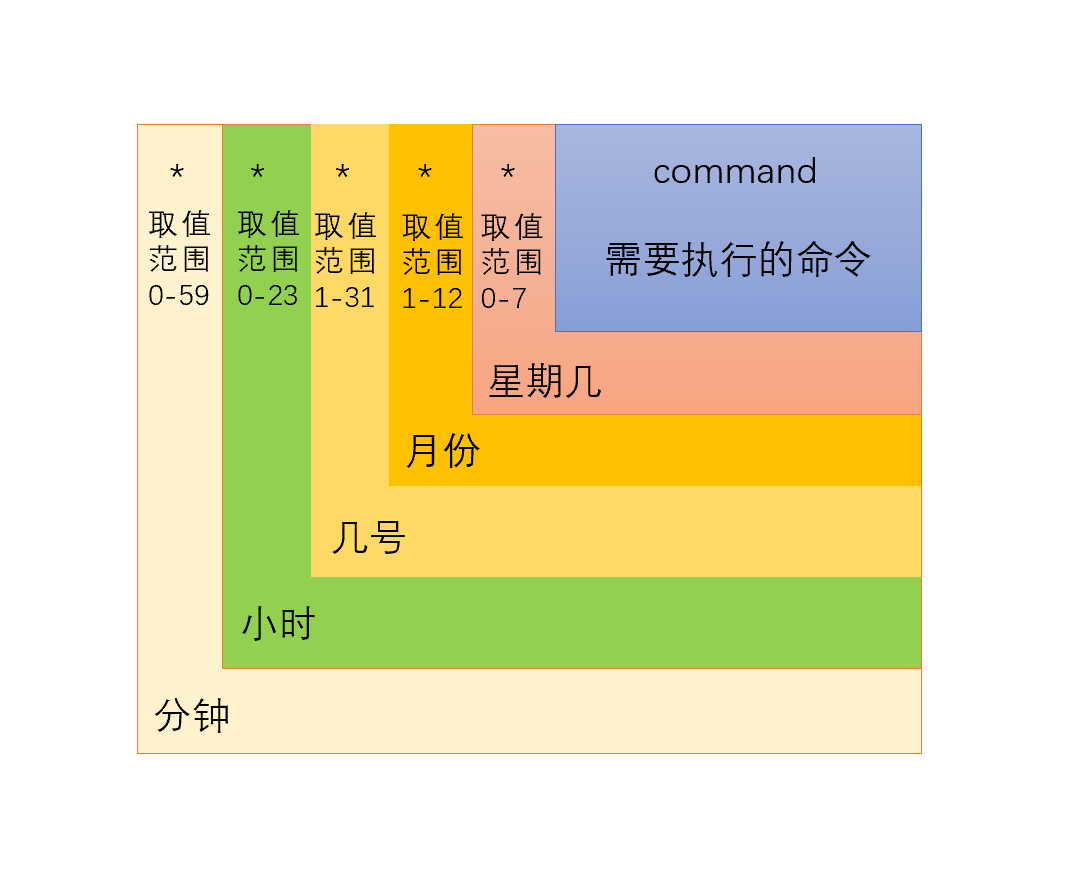 * * * * * command
取值 取值 取值 取值 取值
范围 范围 范围 范围 范围
0-59 0-23 1-31 1-12 0-7
需要执行的命令
星期几
月份
几号
小时
分钟